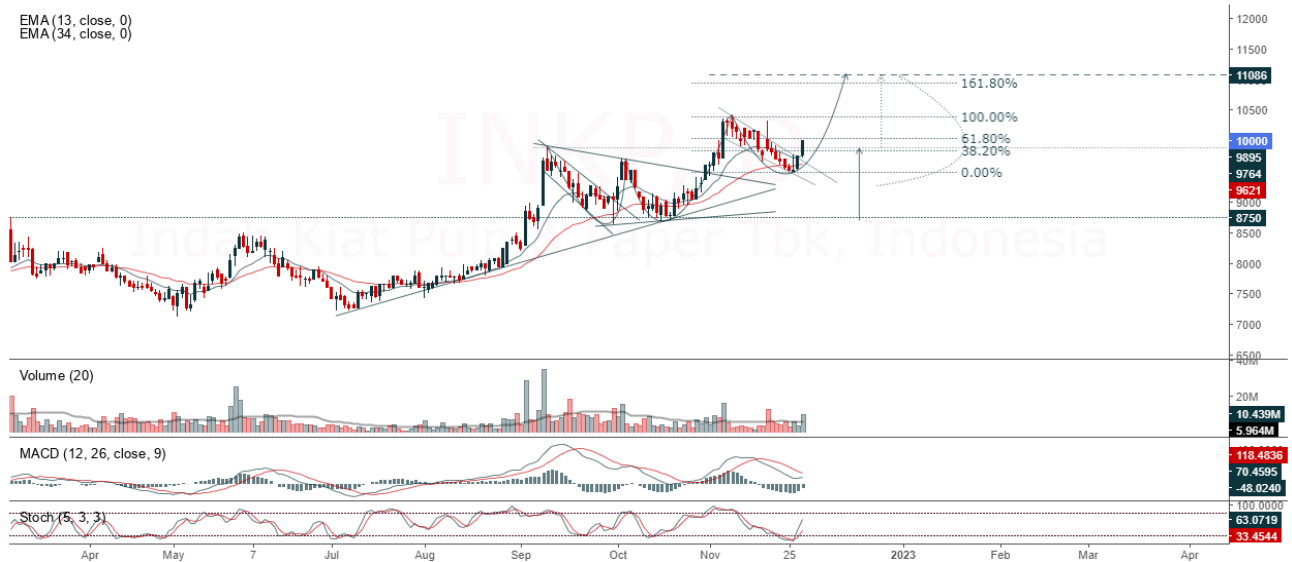 EMA (13, close, 0)
EMA (34, close, 0)
12000
11500
11086
161.80%
10500
100.00%
61.80%
10000
38.20%
9895
9764
0.00%
9621
9000
8750
8500
8000
7500
7000
6500
INKP, D
Indah Kiat Pulp Paper Tbk, Indonesia
Volume (20)
40M
20M
10.439M
5.964M
MACD (12, 26, close, 9)
118.4836
70.4595
-48.0240
Stoch (5, 3, 3)
100.0000
63.0719
33.4544
Apr May 7 Jul Aug Sep Oct Nov 25 2023 Feb Mar Apr